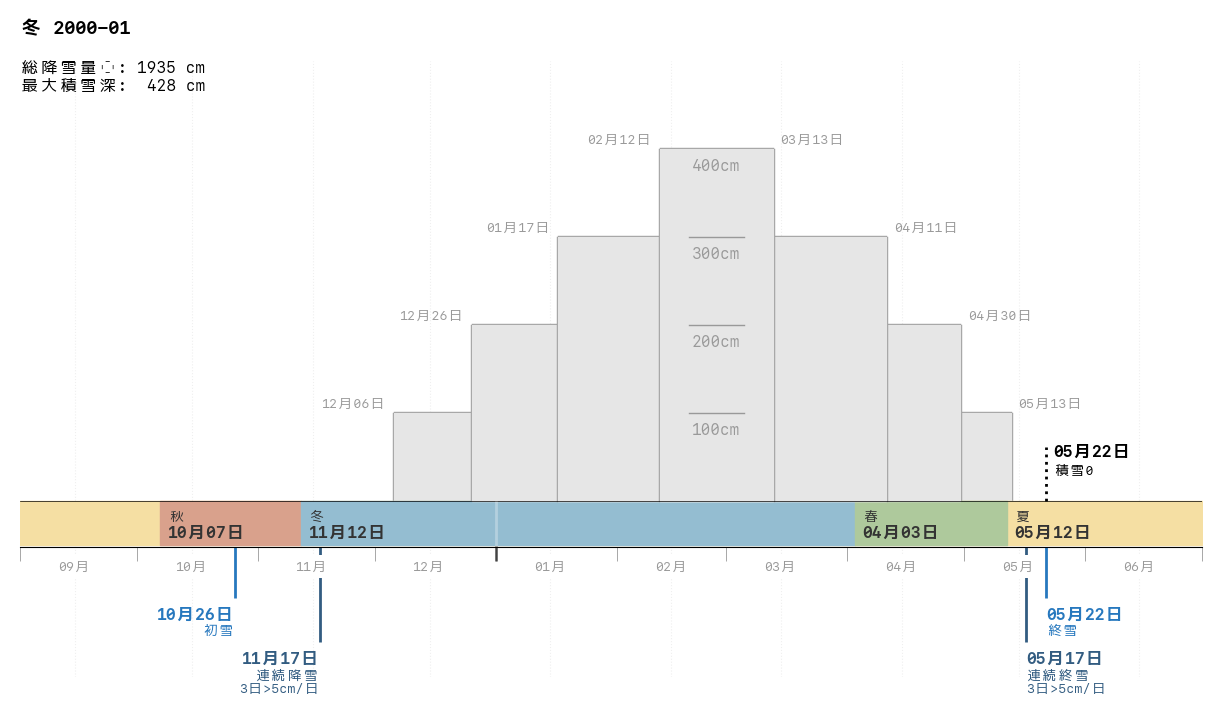 冬 2000–01
総降雪量: 1935 cm
最大積雪深: 428 cm
02月12日
03月13日
400cm
01月17日
04月11日
300cm
12月26日
04月30日
200cm
12月06日
05月13日
100cm
05月22日
積雪0
秋
10月07日
冬
11月12日
春
04月03日
夏
05月12日
09月
10月
11月
12月
01月
02月
03月
04月
05月
06月
10月26日
初雪
05月22日
終雪
11月17日
連続降雪
3日>5cm/日
05月17日
連続終雪
3日>5cm/日